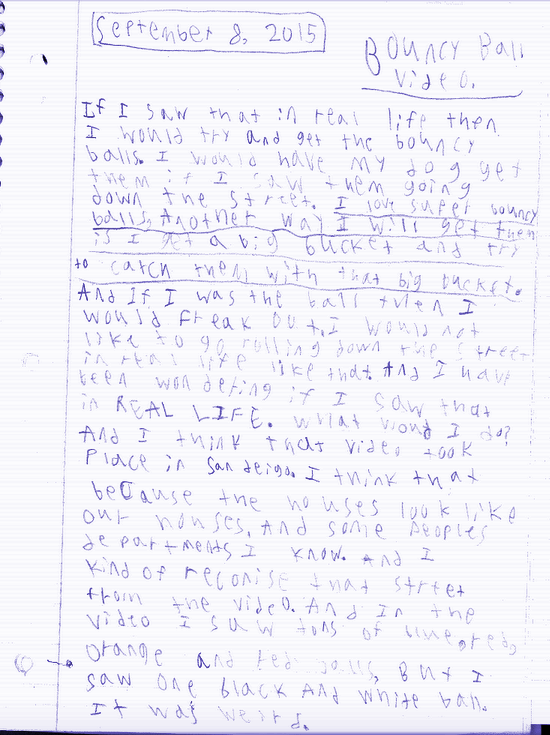 September 8, 2015
Bouncy Ball
Video.
If I saw that in real life then
I would try and get the bouncy
balls. I would have my dog get
them if I saw them going
down the street. I love super bouncy
balls. Another way I will get them
is I get a big bucket and try
to catch them with that big bucket.
And If I was the ball then I
would freak out. I would not
like to go rolling down the street
in real life like that. And I have
been wondering if I saw that
in REAL LIFE. what woud I do?
And I think that video took
Place in San deigo. I think that
because the houses look like
our houses. And some peoples
departments I know. And I
kind of reconise that street
from the video. And In the
video I saw tons of
orange and red balls, But I
saw one black And white ball.
It was weird.